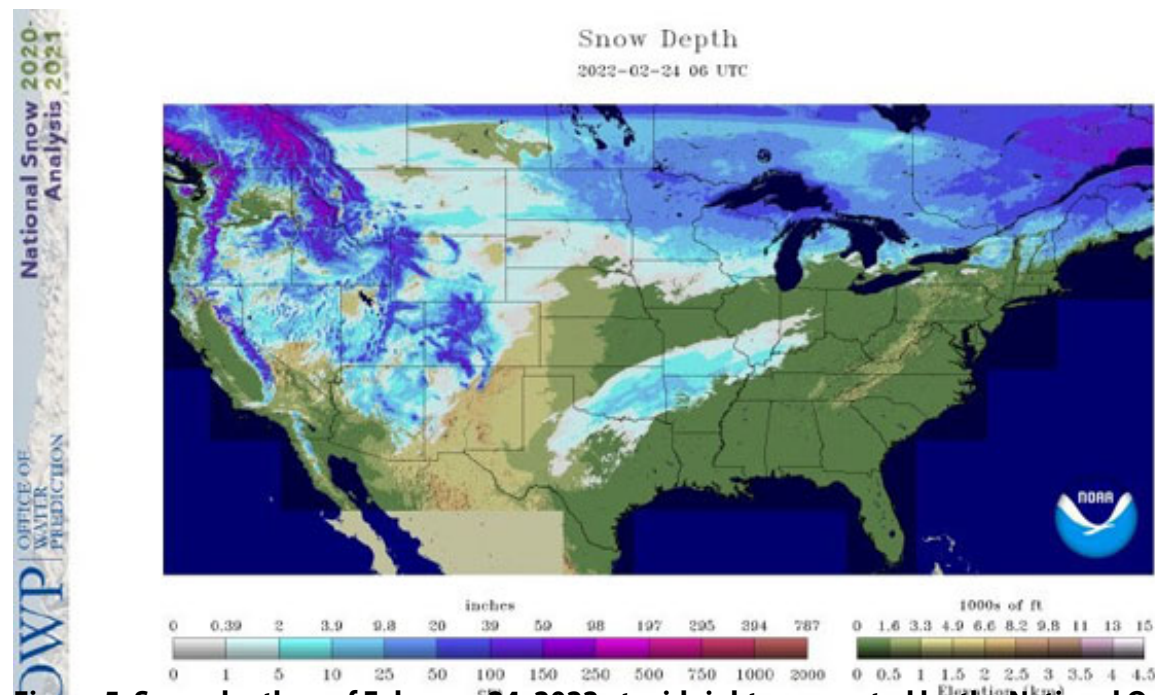 National Snow 2020-
Analysis 2021
OFFICE OF
WATER
PREDICTION
OWP
Snow Depth
2022-02-24 06 UTC
NOAA
inches
0 0.39 2 3.9 9.8 20 39 59 98 197 295 394 787
0 1 5 10 25 50 100 150 250 500 750 1000 2000
1000s of ft
0 1.6 3.3 4.9 6.6 8.2 9.8 11 13 15
0 0.5 1 1.5 2 2.5 3 3.5 4 4.5
Elevation (km)